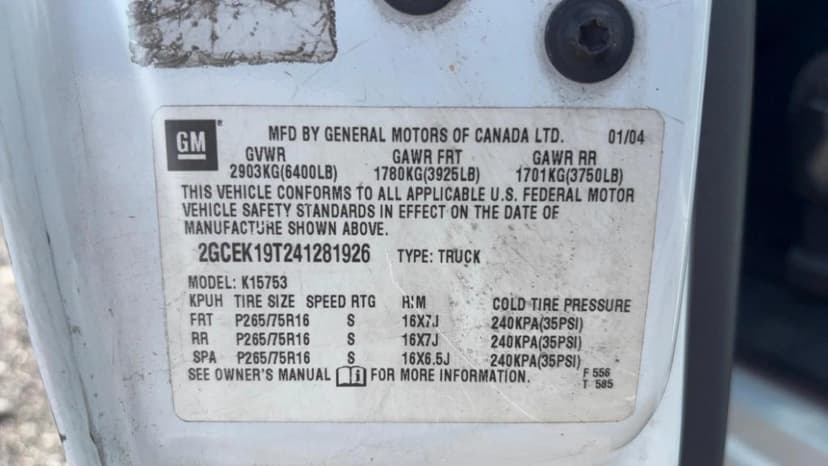 GM ® MFD BY GENERAL MOTORS OF CANADA LTD. 01/04
GVWR GAWR FRT GAWR RR
2903KG(6400LB) 1780KG(3925LB) 1701KG(3750LB)
THIS VEHICLE CONFORMS TO ALL APPLICABLE U.S. FEDERAL MOTOR
VEHICLE SAFETY STANDARDS IN EFFECT ON THE DATE OF
MANUFACTURE SHOWN ABOVE.
2GCEK19T241281926 TYPE: TRUCK
MODEL: K15753
KPUH TIRE SIZE SPEED RTG RIM COLD TIRE PRESSURE
FRT P265/75R16 S 16X7J 240KPA(35PSI)
RR P265/75R16 S 16X7J 240KPA(35PSI)
SPA P265/75R16 S 16X6.5J 240KPA(35PSI)
SEE OWNER'S MANUAL FOR MORE INFORMATION. F 556
T 585